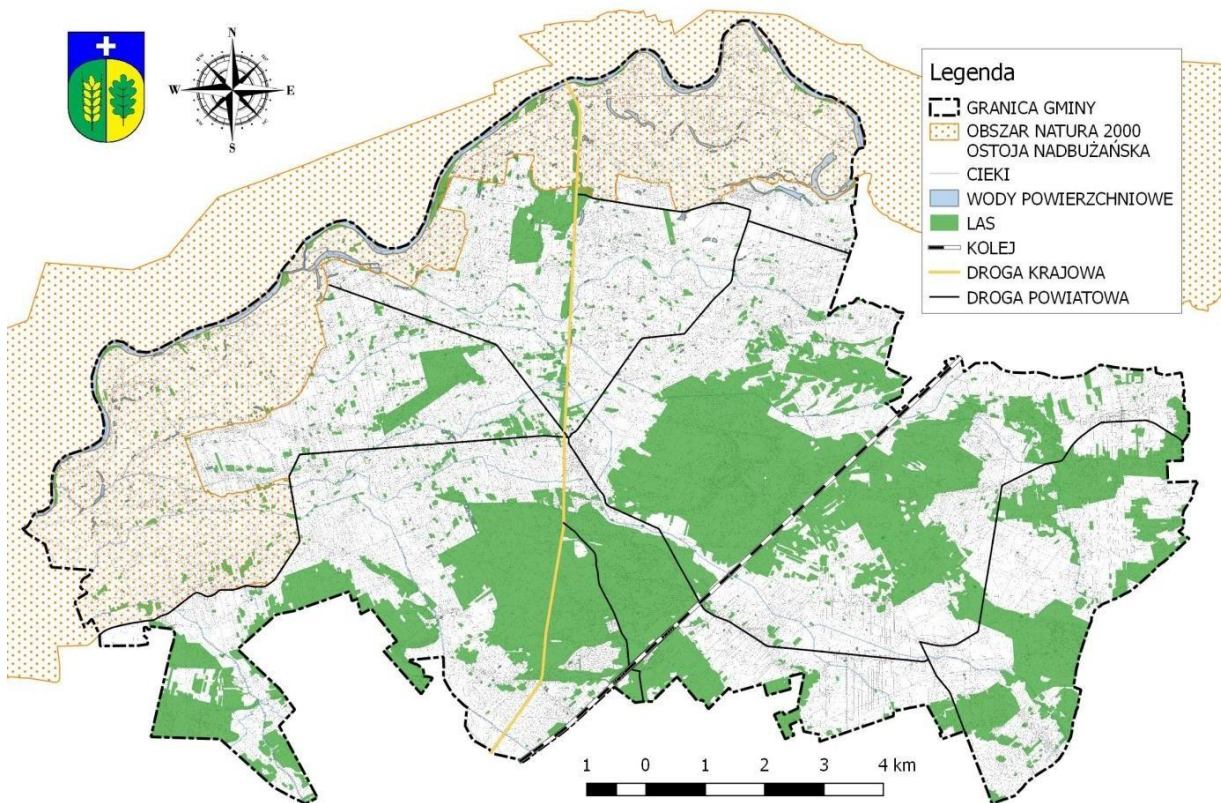 N
W
E
S
Legenda
GRANICA GMINY
OBSZAR NATURA 2000
OSTOJA NADBUŻAŃSKA
CIEKI
WODY POWIERZCHNIOWE
LAS
KOLEJ
DROGA KRAJOWA
DROGA POWIATOWA
1 0 1 2 3 4 km